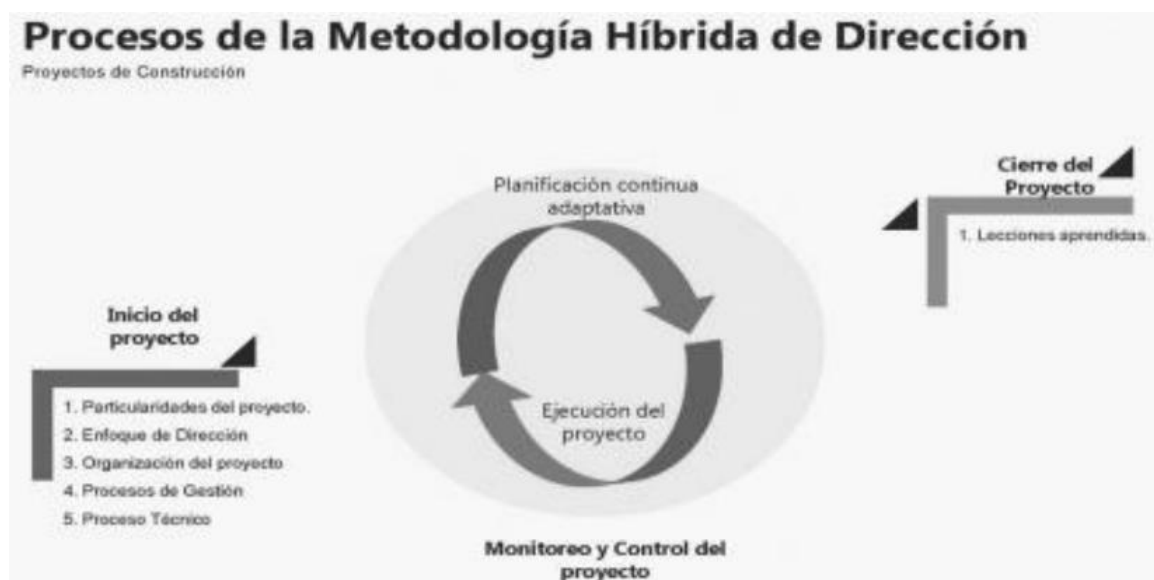 Procesos de la Metodología Híbrida de Dirección
Proyectos de Construcción
Inicio del
proyecto
1. Particularidades del proyecto.
2. Enfoque de Dirección
3. Organización del proyecto
4. Procesos de Gestión
5. Proceso Técnico
Planificación continua
adaptativa
Ejecución del
proyecto
Monitoreo y Control del
proyecto
Cierre del
Proyecto
1. Lecciones aprendidas.